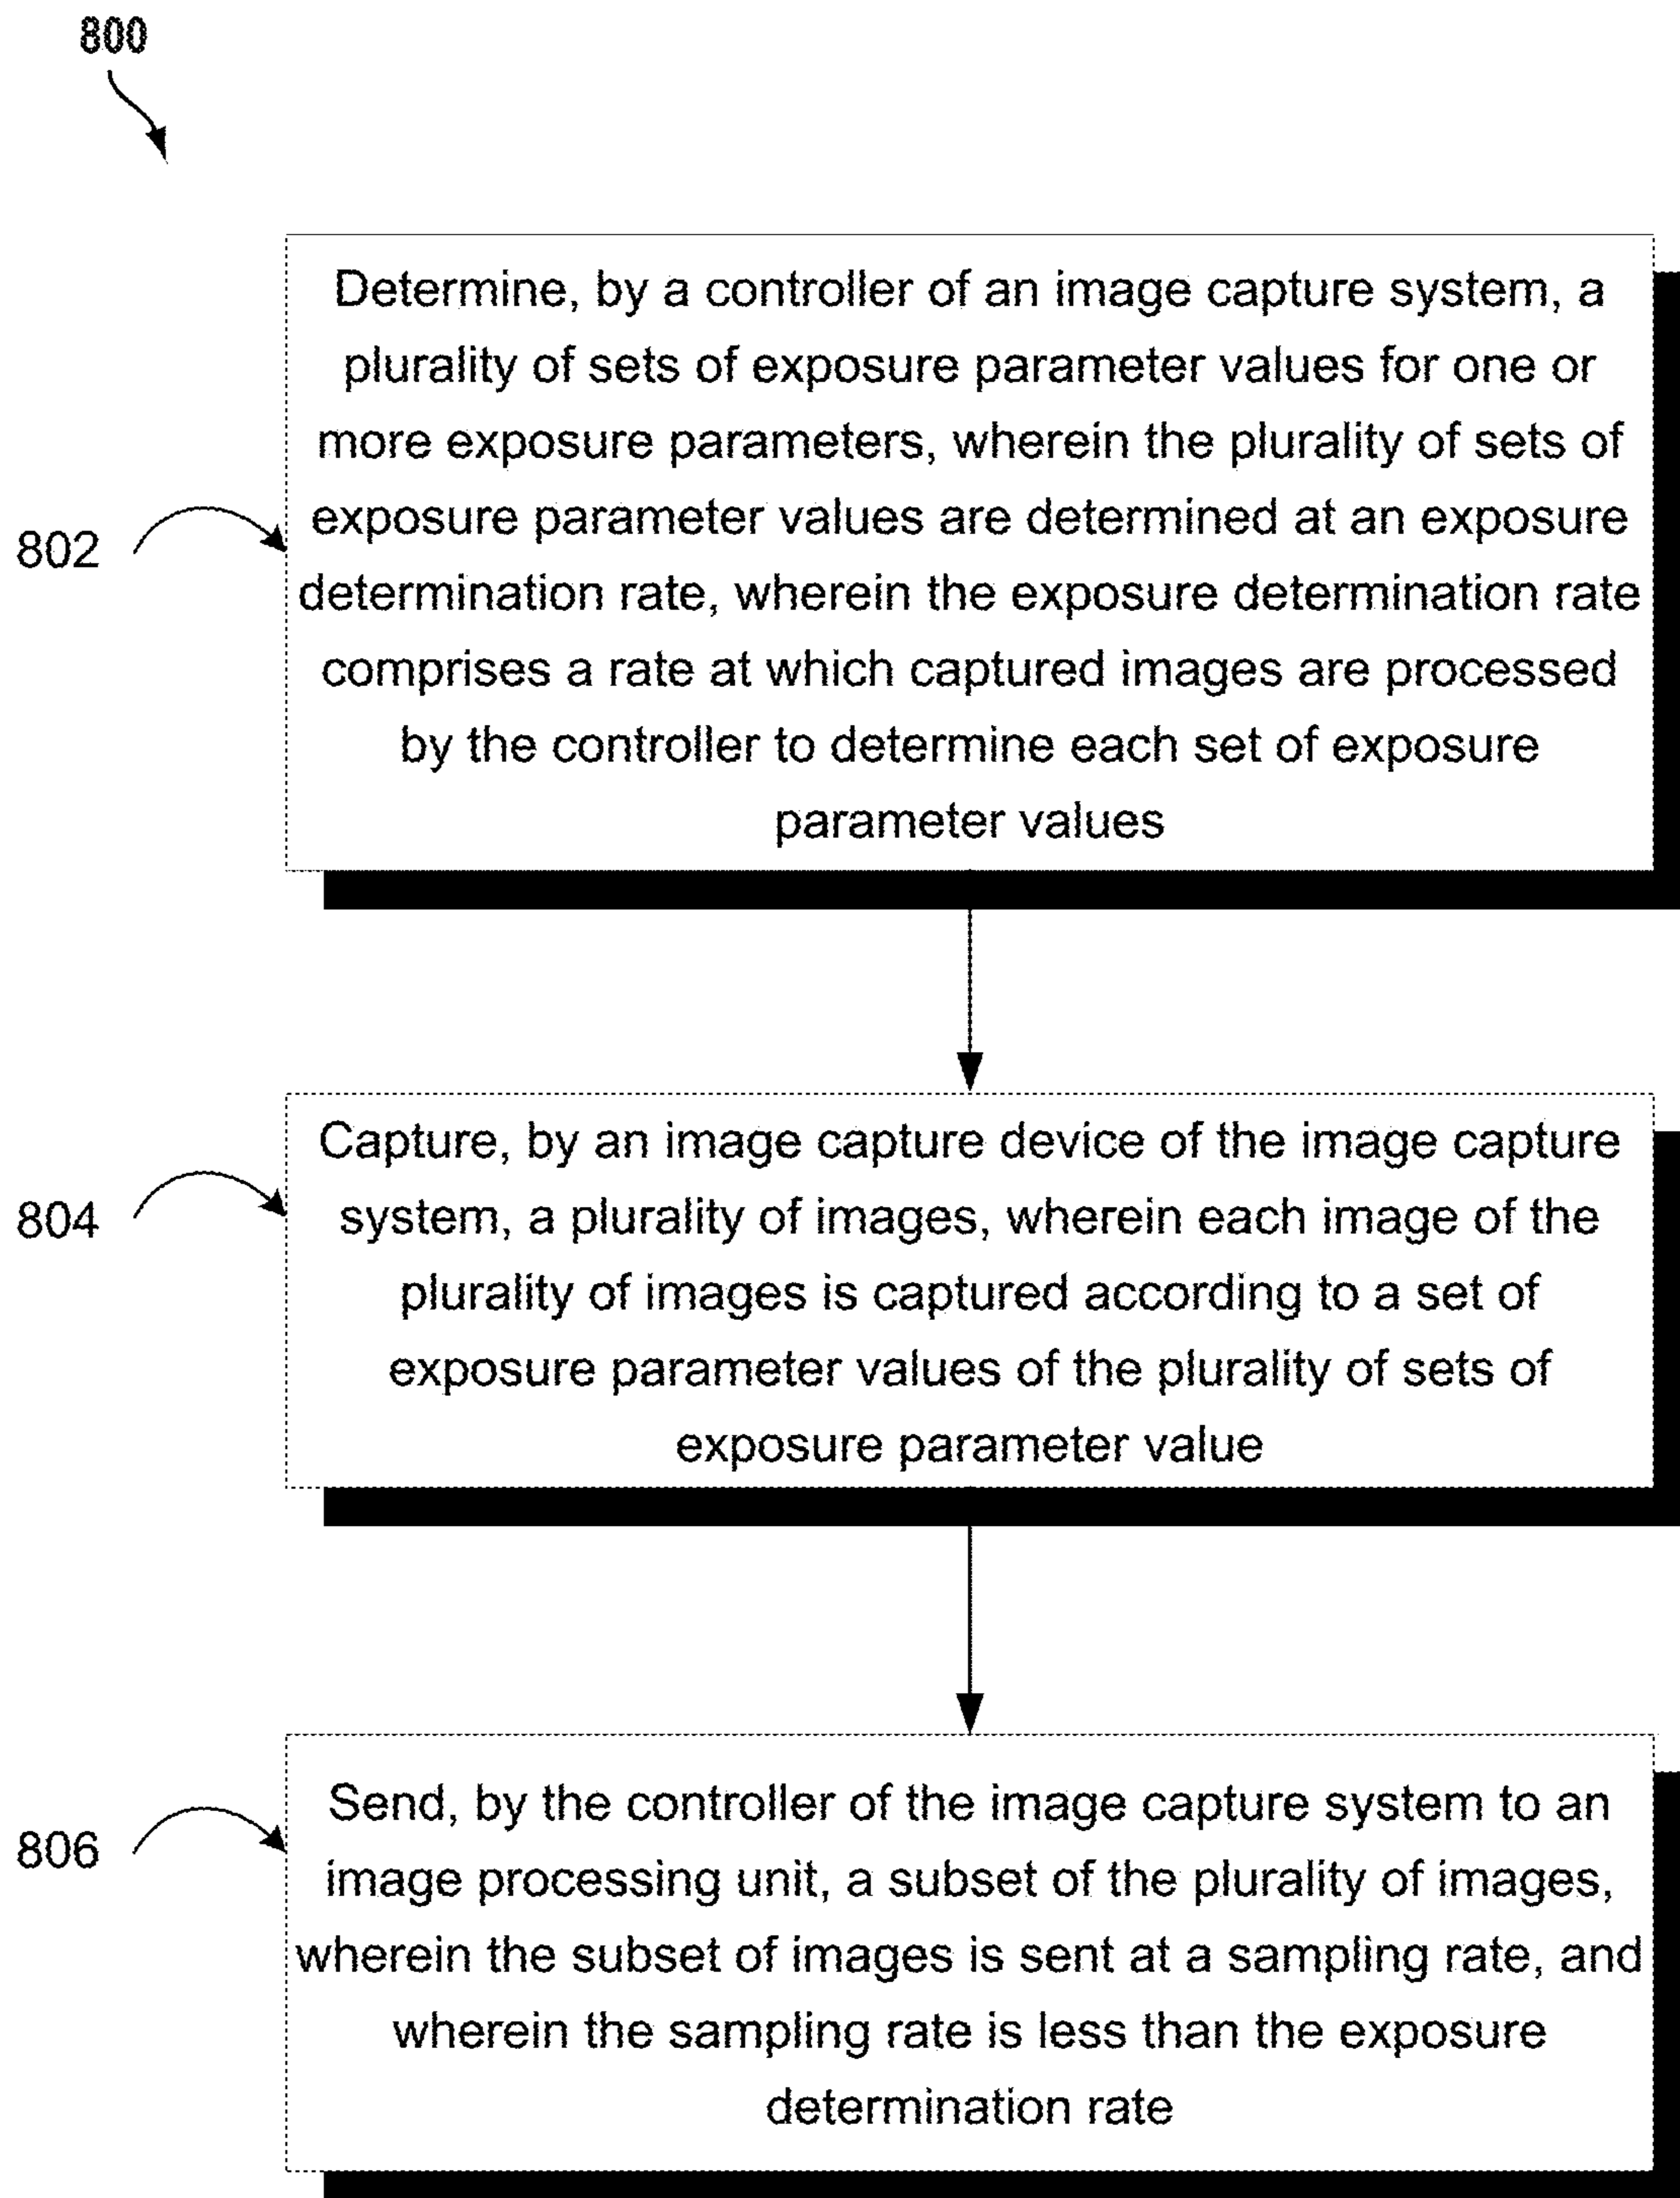 800
Determine, by a controller of an image capture system, a
plurality of sets of exposure parameter values for one or
more exposure parameters, wherein the plurality of sets of
exposure parameter values are determined at an exposure
determination rate, wherein the exposure determination rate
comprises a rate at which captured images are processed
by the controller to determine each set of exposure
parameter values
802
Capture, by an image capture device of the image capture
system, a plurality of images, wherein each image of the
plurality of images is captured according to a set of
exposure parameter values of the plurality of sets of
exposure parameter value
804
Send, by the controller of the image capture system to an
image processing unit, a subset of the plurality of images,
wherein the subset of images is sent at a sampling rate, and
wherein the sampling rate is less than the exposure
determination rate
806